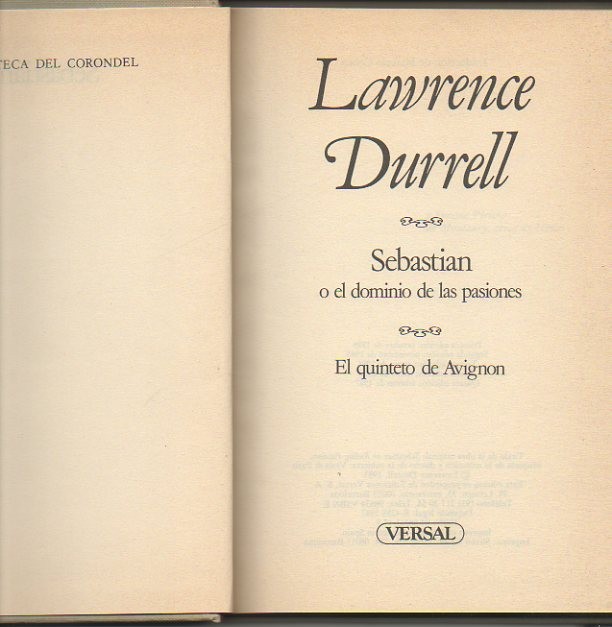 TECA DEL CORONDEL
Lawrence
Durrell
Sebastian
o el dominio de las pasiones
El quinteto de Avignon
VERSAL